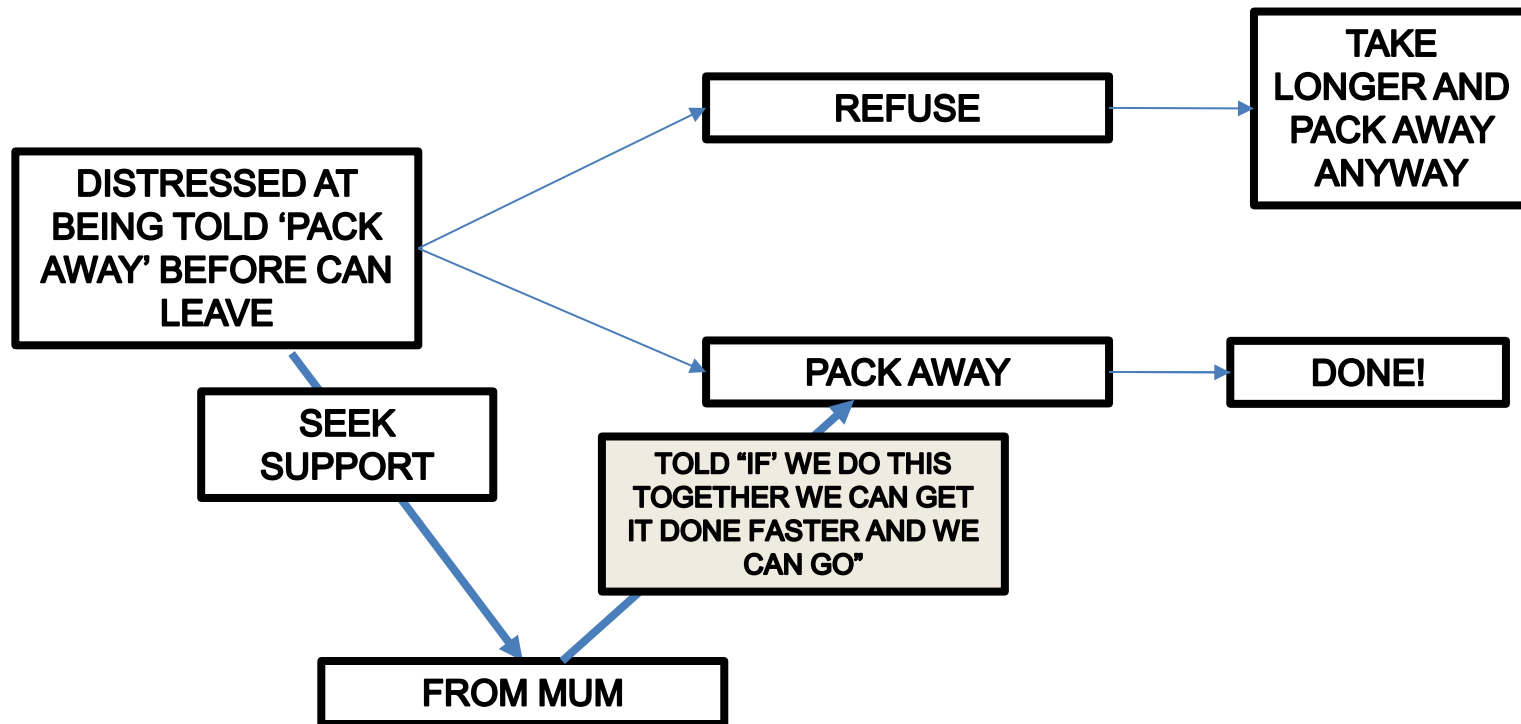 DISTRESSED AT
BEING TOLD ‘PACK
AWAY’ BEFORE CAN
LEAVE
REFUSE
TAKE
LONGER AND
PACK AWAY
ANYWAY
PACK AWAY
DONE!
SEEK
SUPPORT
FROM MUM
TOLD “IF’ WE DO THIS
TOGETHER WE CAN GET
IT DONE FASTER AND WE
CAN GO”